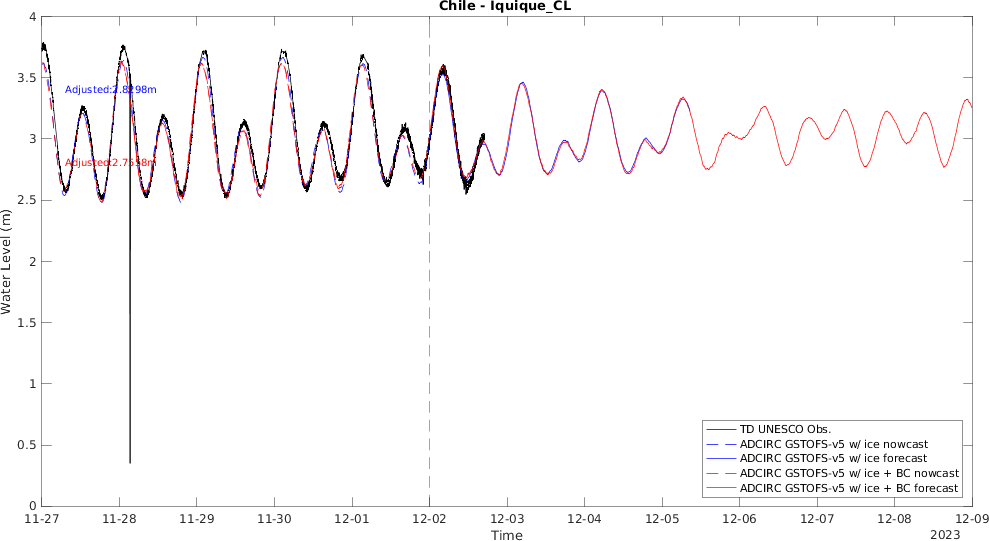 Chile - Iquique_CL
4
3.5
3
2.5
2
1.5
1
0.5
0
Water Level (m)
Adjusted:2.8298m
TD UNESCO Obs.
ADCIRC GSTOFS-v5 w/ ice nowcast
ADCIRC GSTOFS-v5 w/ ice forecast
ADCIRC GSTOFS-v5 w/ ice + BC nowcast
ADCIRC GSTOFS-v5 w/ ice + BC forecast
11-27
11-28
11-29
11-30
12-01
12-02
12-03
12-04
12-05
12-06
12-07
12-08
12-09
Time
2023